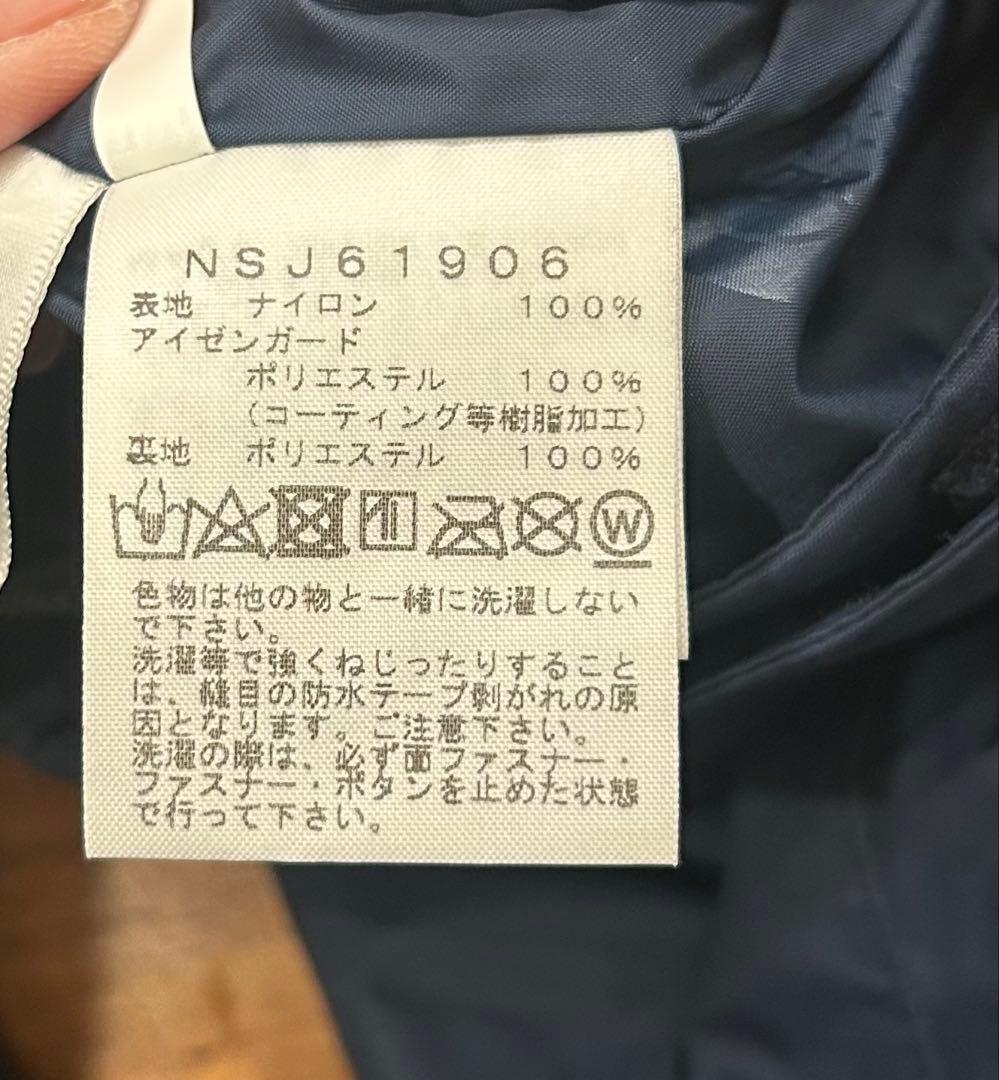 NSJ61906
表地 ナイロン 100%
アイゼンガード
ポリエステル 100%
(コーティング等樹脂加工)
裏地 ポリエステル 100%
W
色物は他の物と一緒に洗濯しない
で下さい。
洗濯等で強くねじったりすること
は、縫目の防水テープ剥がれの原
因となります。ご注意下さい。
洗濯の際は、必ず面ファスナー・
ファスナー・ボタンを止めた状態
で行って下さい。